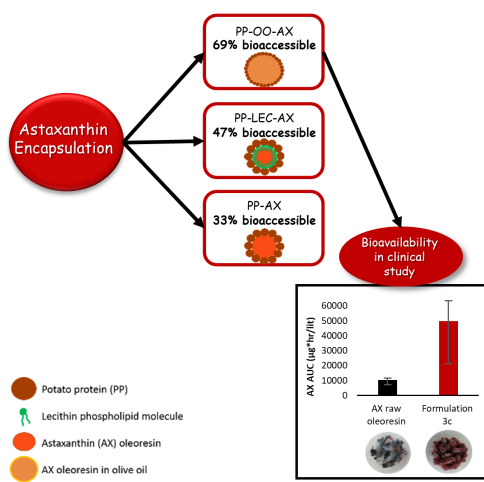 PP-OO-AX
69% bioaccessible
Astaxanthin
Encapsulation
PP-LEC-AX
47% bioaccessible
PP-AX
33% bioaccessible
Bioavailability
in clinical
study
AX AUC (µg*hr/lit)
60000
50000
40000
30000
20000
10000
0
AX raw
oleoresin
Formulation
3c
Potato protein (PP)
Lecithin phospholipid molecule
Astaxanthin (AX) oleoresin
AX oleoresin in olive oil